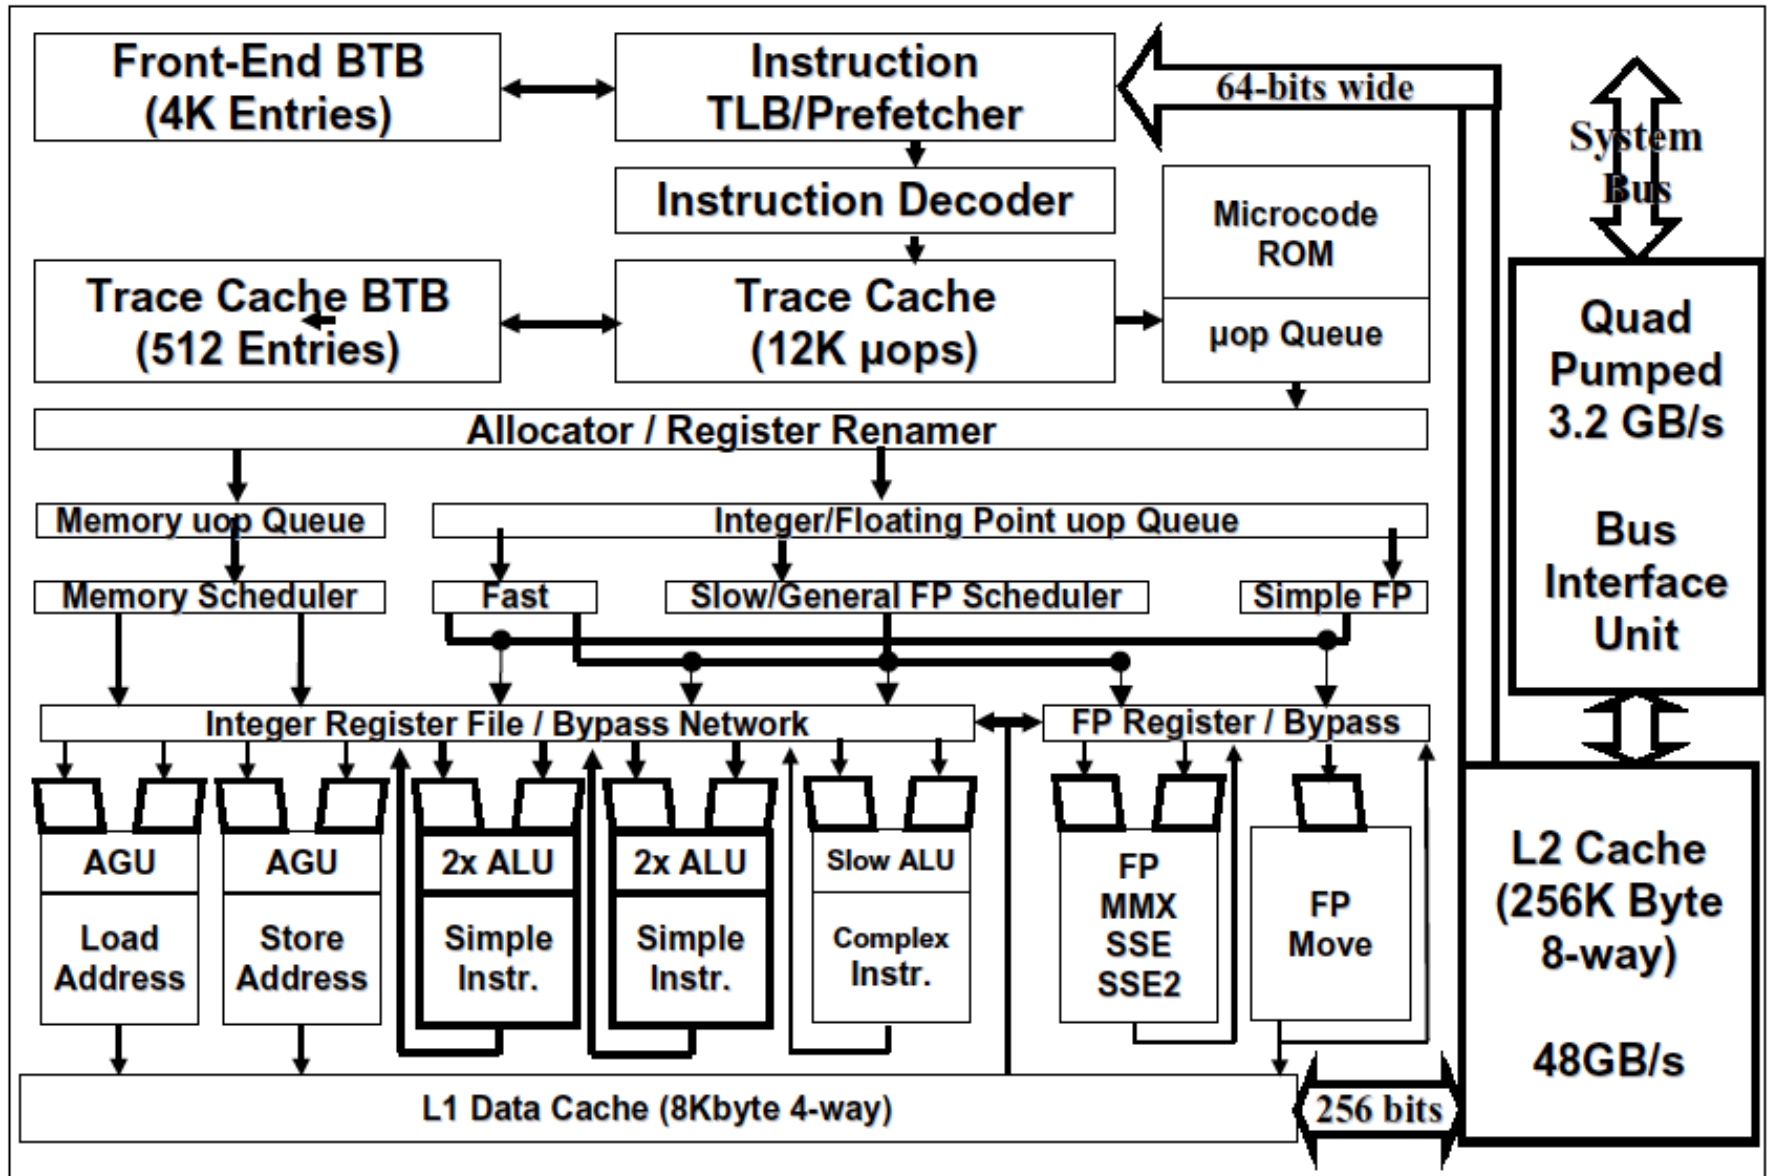 Front-End BTB
(4K Entries)
Instruction
TLB/Prefetcher
64-bits wide
System
Bus
Instruction Decoder
Microcode
ROM
Trace Cache BTB
(512 Entries)
Trace Cache
(12K µops)
µop Queue
Quad
Pumped
3.2 GB/s
Bus
Interface
Unit
Allocator / Register Renamer
Memory uop Queue
Integer/Floating Point uop Queue
Memory Scheduler
Fast
Slow/General FP Scheduler
Simple FP
Integer Register File / Bypass Network
FP Register / Bypass
AGU
Load
Address
AGU
Store
Address
2x ALU
Simple
Instr.
2x ALU
Simple
Instr.
Slow ALU
Complex
Instr.
FP
MMX
SSE
SSE2
FP
Move
L2 Cache
(256K Byte
8-way)
48GB/s
L1 Data Cache (8Kbyte 4-way)
256 bits